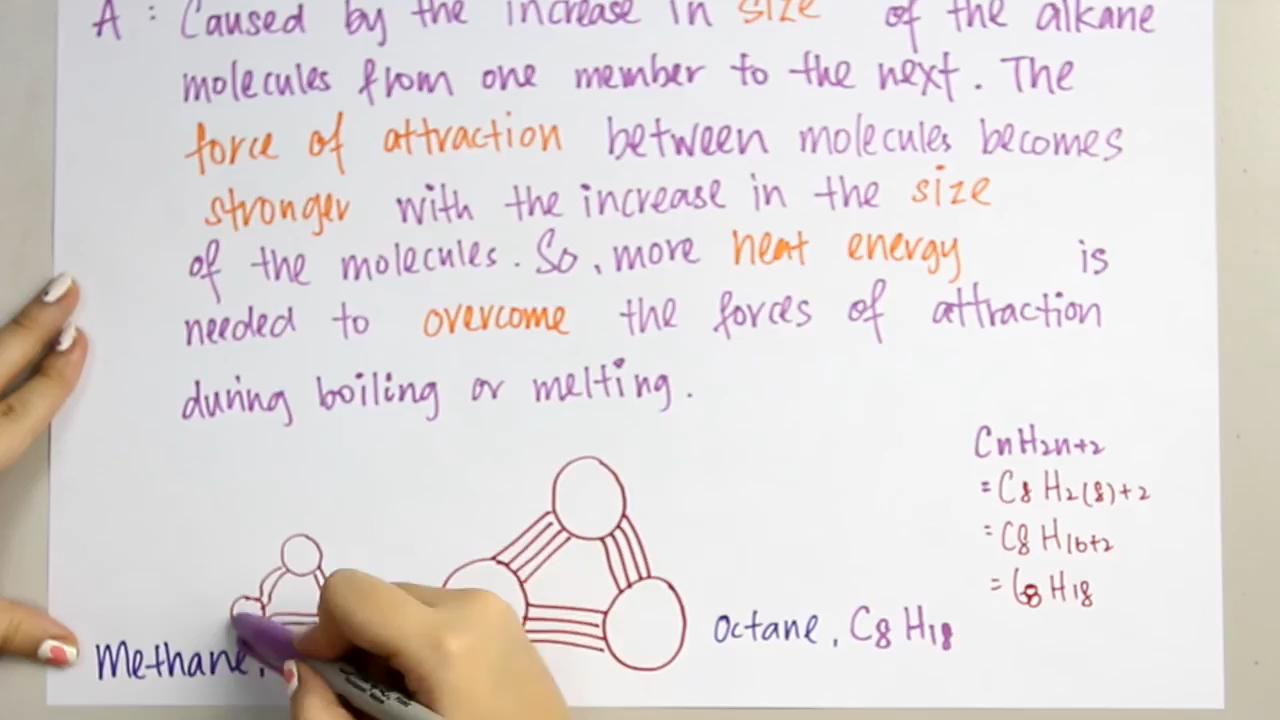 A : Caused by the increase in size of the alkane
molecules from one member to the next. The
force of attraction between molecules becomes
stronger with the increase in the size
of the molecules. So, more heat energy is
needed to overcome the forces of attraction
during boiling or melting.
CnH2n+2
= C8 H2(8)+2
= C8 H16+2
= C8 H18
Octane, C8 H18
Methane,